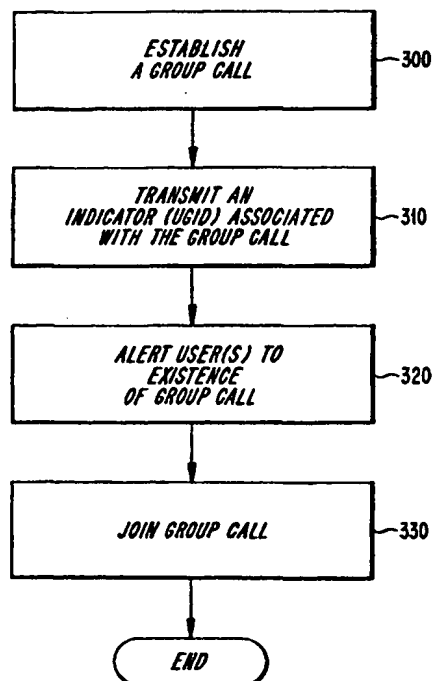 ESTABLISH
A GROUP CALL
300
TRANSMIT AN
INDICATOR (UGID) ASSOCIATED
WITH THE GROUP CALL
310
ALERT USER(S) TO
EXISTENCE
OF GROUP CALL
320
JOIN GROUP CALL
330
END